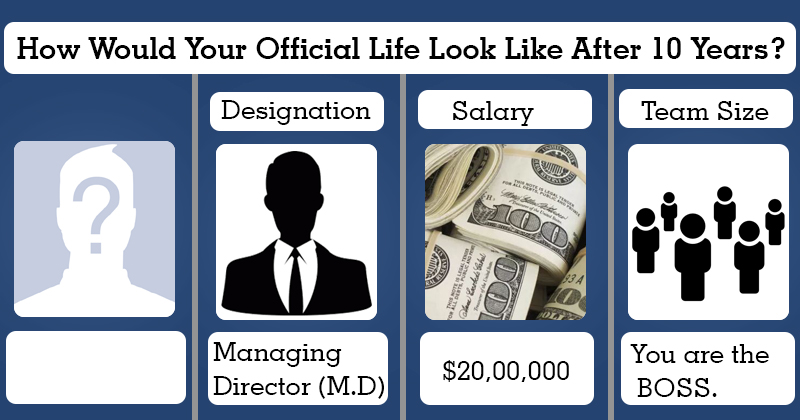 How Would Your Official Life Look Like After 10 Years?
Designation
Salary
Team Size
?
100
Managing
Director (M.D)
$20,00,000
You are the
BOSS.